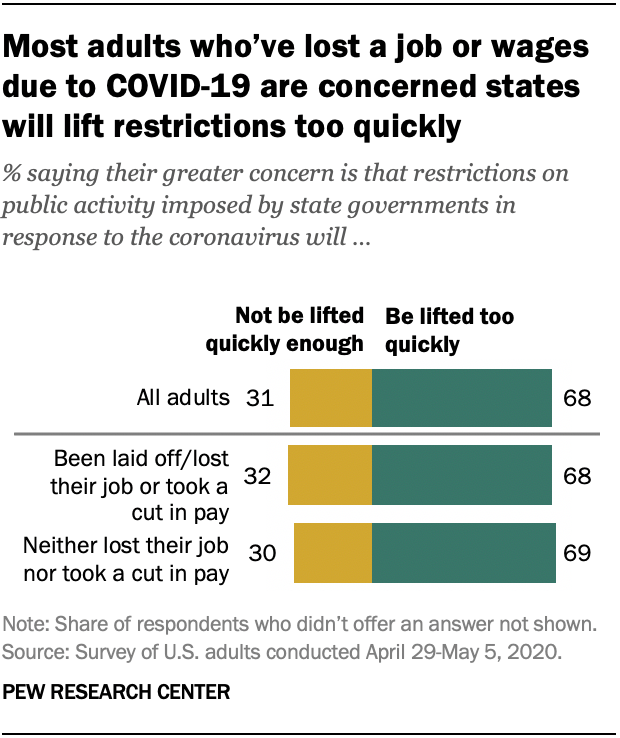 Most adults who’ve lost a job or wages
due to COVID-19 are concerned states
will lift restrictions too quickly
% saying their greater concern is that restrictions on
public activity imposed by state governments in
response to the coronavirus will ...
Not be lifted
quickly enough
Be lifted too
quickly
All adults 31 68
Been laid off/lost
their job or took a
cut in pay
32 68
Neither lost their job
nor took a cut in pay
30 69
Note: Share of respondents who didn’t offer an answer not shown.
Source: Survey of U.S. adults conducted April 29-May 5, 2020.
PEW RESEARCH CENTER